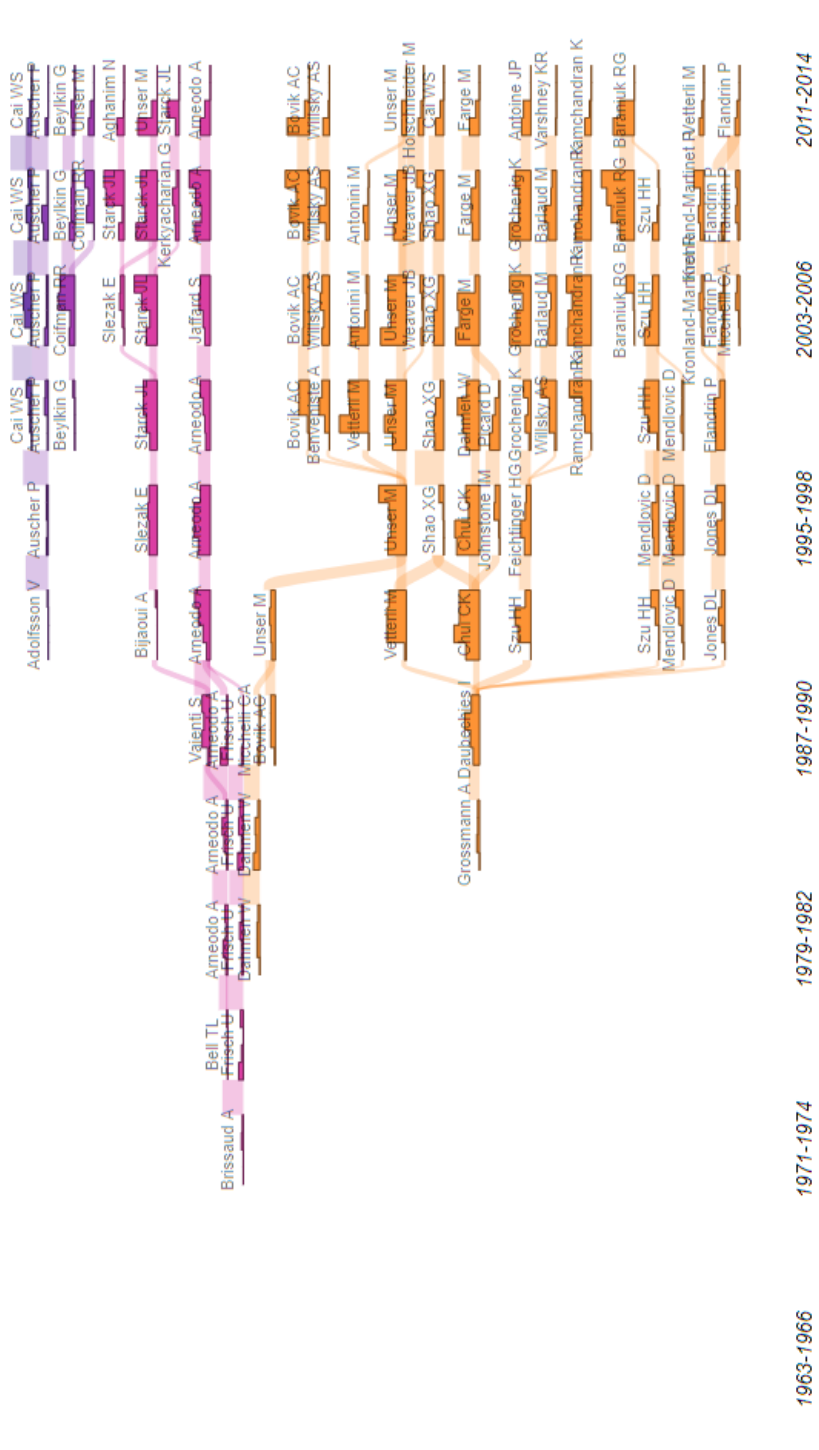 Cai WS
Auscher P
Beylkin G
Unser M
Aghanim N
Unser M
Starck JL
Arneodo A
Bovik AC
Willsky AS
Unser M
Holschneider M
Cai WS
Farge M
Antoine JP
Varshney KR
Ramchandran K
Baraniuk RG
Vetterli M
Flandrin P
2011-2014
Cai WS
Auscher P
Beylkin G
Coifman RR
Starck JL
Starck JL
Kerkyacharian G
Arneodo A
Bovik AC
Willsky AS
Antonini M
Unser M
Weaver JB
Shao XG
Farge M
Grochenig K
Barlaud M
Ramchandran K
Baraniuk RG
Szu HH
Kronland-Martinet R
Flandrin P
Flandrin P
Cai WS
Auscher P
Coifman RR
Slezak E
Starck JL
Jaffard S
Bovik AC
Willsky AS
Antonini M
Unser M
Weaver JB
Shao XG
Farge M
Grochenig K
Barlaud M
Ramchandran K
Baraniuk RG
Szu HH
Kronland-Martinet R
Flandrin P
Micchelli CA
2003-2006
Cai WS
Auscher P
Beylkin G
Starck JL
Arneodo A
Bovik AC
Benveniste A
Vetterli M
Unser M
Shao XG
Dahmen W
Picard D
Grochenig K
Willsky AS
Ramchandran K
Szu HH
Mendlovic D
Flandrin P
Auscher P
Slezak E
Arneodo A
Unser M
Shao XG
Chui CK
Johnstone IM
Feichtinger HG
Mendlovic D
Mendlovic D
Jones DL
1995-1998
Adolfsson V
Bijaoui A
Arneodo A
Unser M
Vetterli M
Chui CK
Szu HH
Szu HH
Mendlovic D
Jones DL
Vaienti S
Arneodo A
Frisch U
Micchelli CA
Bovik AC
Daubechies I
1987-1990
Arneodo A
Frisch U
Dahmen W
Grossmann A
Arneodo A
Frisch U
Dahmen W
1979-1982
Bell TL
Frisch U
Brissaud A
1971-1974
1963-1966